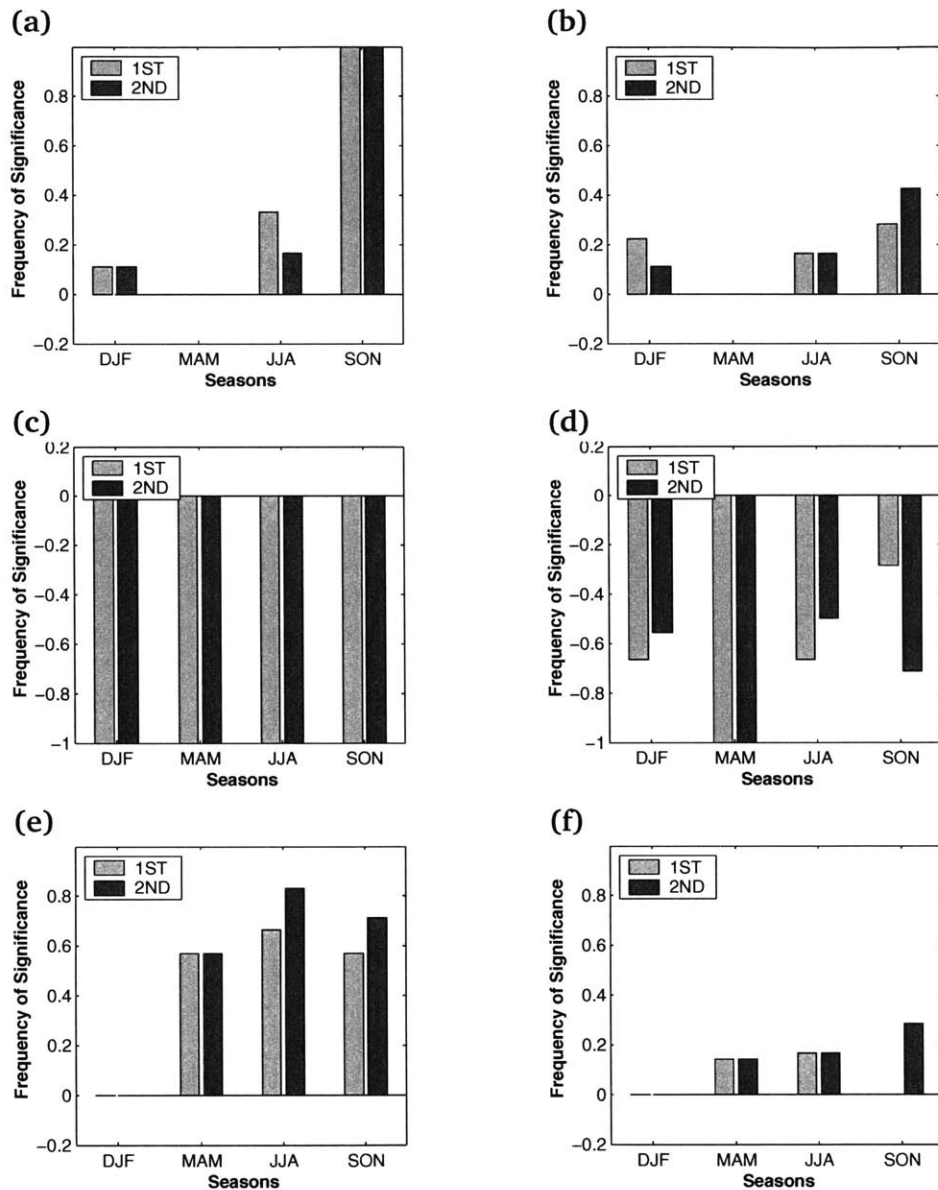 (a)
1ST
2ND
Frequency of Significance
0.8
0.6
0.4
0.2
0
−0.2
DJF MAM JJA SON
Seasons
(b)
1ST
2ND
Frequency of Significance
0.8
0.6
0.4
0.2
0
−0.2
DJF MAM JJA SON
Seasons
(c)
1ST
2ND
Frequency of Significance
0.2
0
−0.2
−0.4
−0.6
−0.8
−1
DJF MAM JJA SON
Seasons
(d)
1ST
2ND
Frequency of Significance
0.2
0
−0.2
−0.4
−0.6
−0.8
−1
DJF MAM JJA SON
Seasons
(e)
1ST
2ND
Frequency of Significance
0.8
0.6
0.4
0.2
0
−0.2
DJF MAM JJA SON
Seasons
(f)
1ST
2ND
Frequency of Significance
0.8
0.6
0.4
0.2
0
−0.2
DJF MAM JJA SON
Seasons